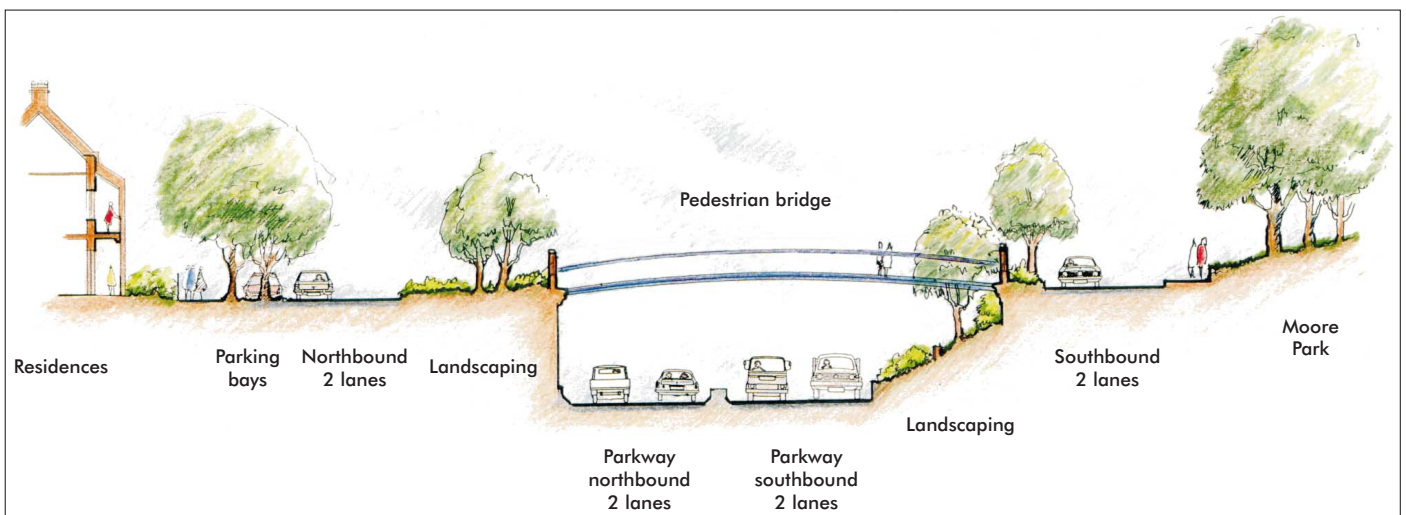 Pedestrian bridge
Residences
Parking
bays
Northbound
2 lanes
Landscaping
Southbound
2 lanes
Moore
Park
Landscaping
Parkway
northbound
2 lanes
Parkway
southbound
2 lanes